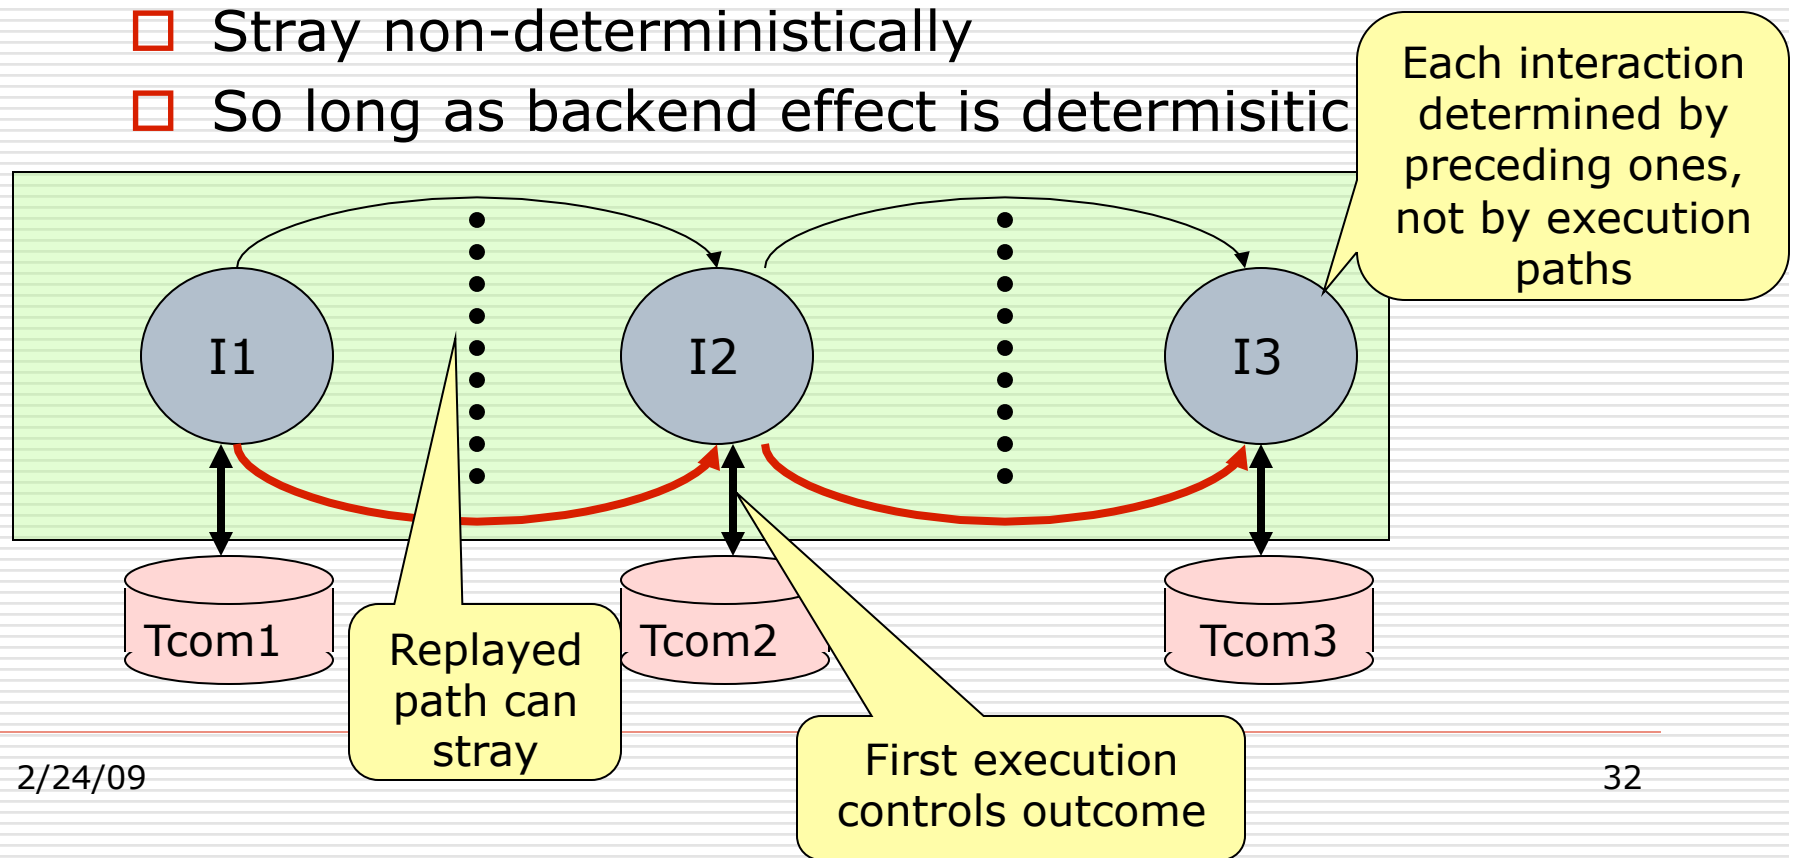 Stray non-deterministically
So long as backend effect is determisitic
Each interaction
determined by
preceding ones,
not by execution
paths
I1
I2
I3
Tcom1
Tcom2
Tcom3
Replayed
path can
stray
First execution
controls outcome
2/24/09
32